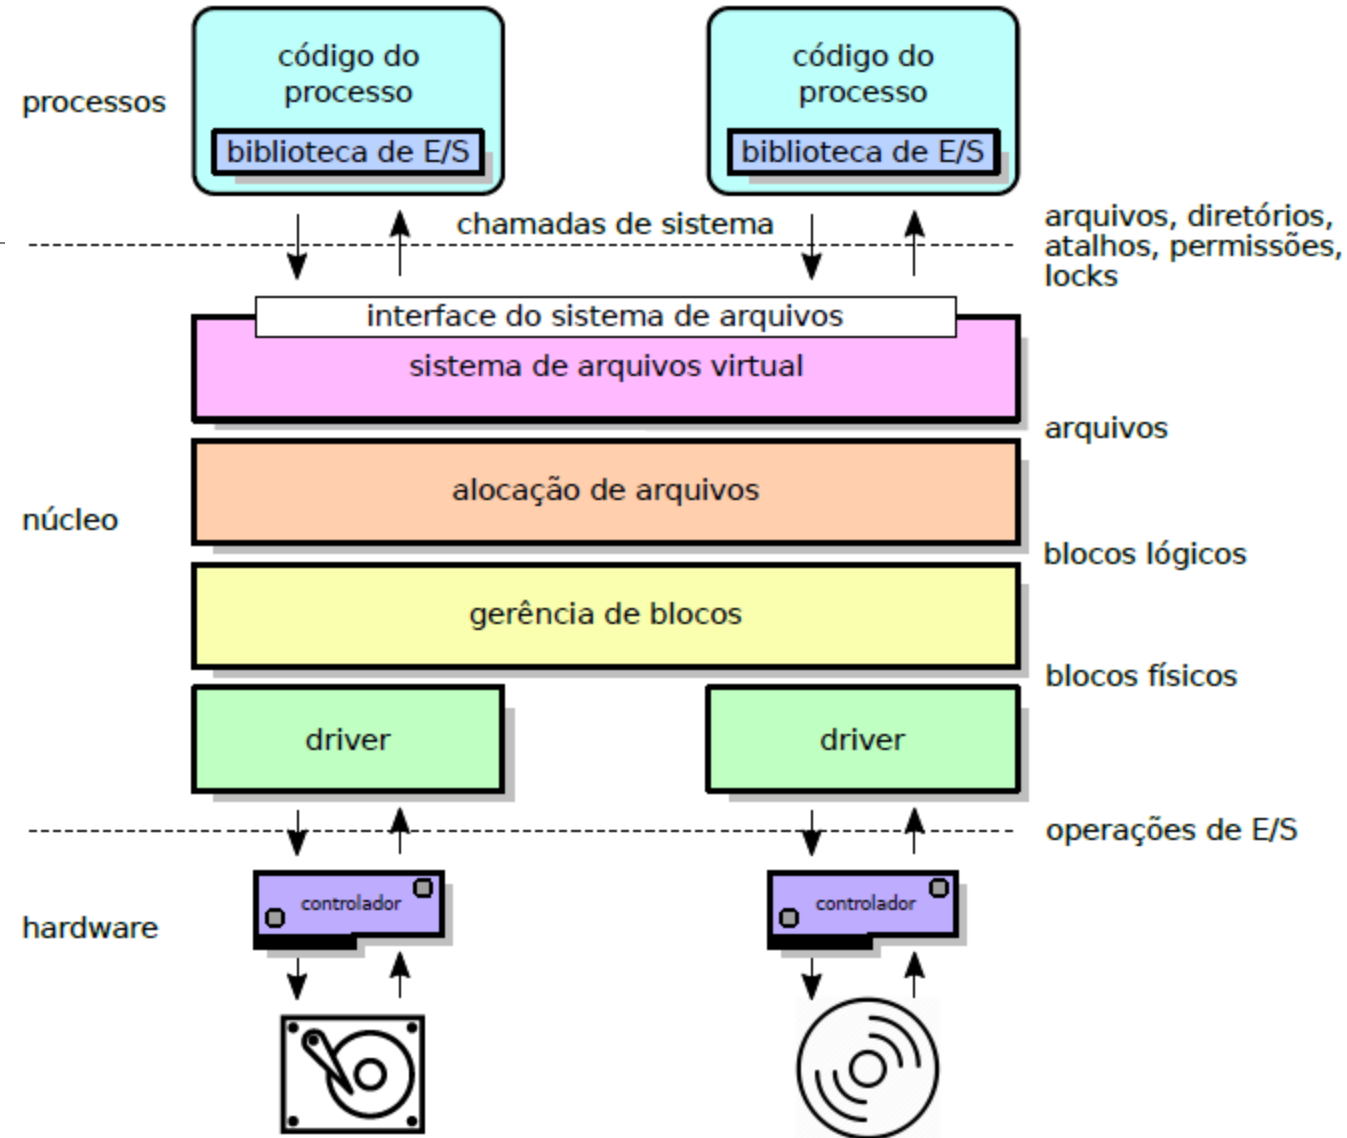 código do
processo
biblioteca de E/S
código do
processo
biblioteca de E/S
processos
chamadas de sistema
arquivos, diretórios,
atalhos, permissões,
locks
interface do sistema de arquivos
sistema de arquivos virtual
arquivos
alocação de arquivos
núcleo
blocos lógicos
gerência de blocos
blocos físicos
driver
driver
operações de E/S
controlador
controlador
hardware